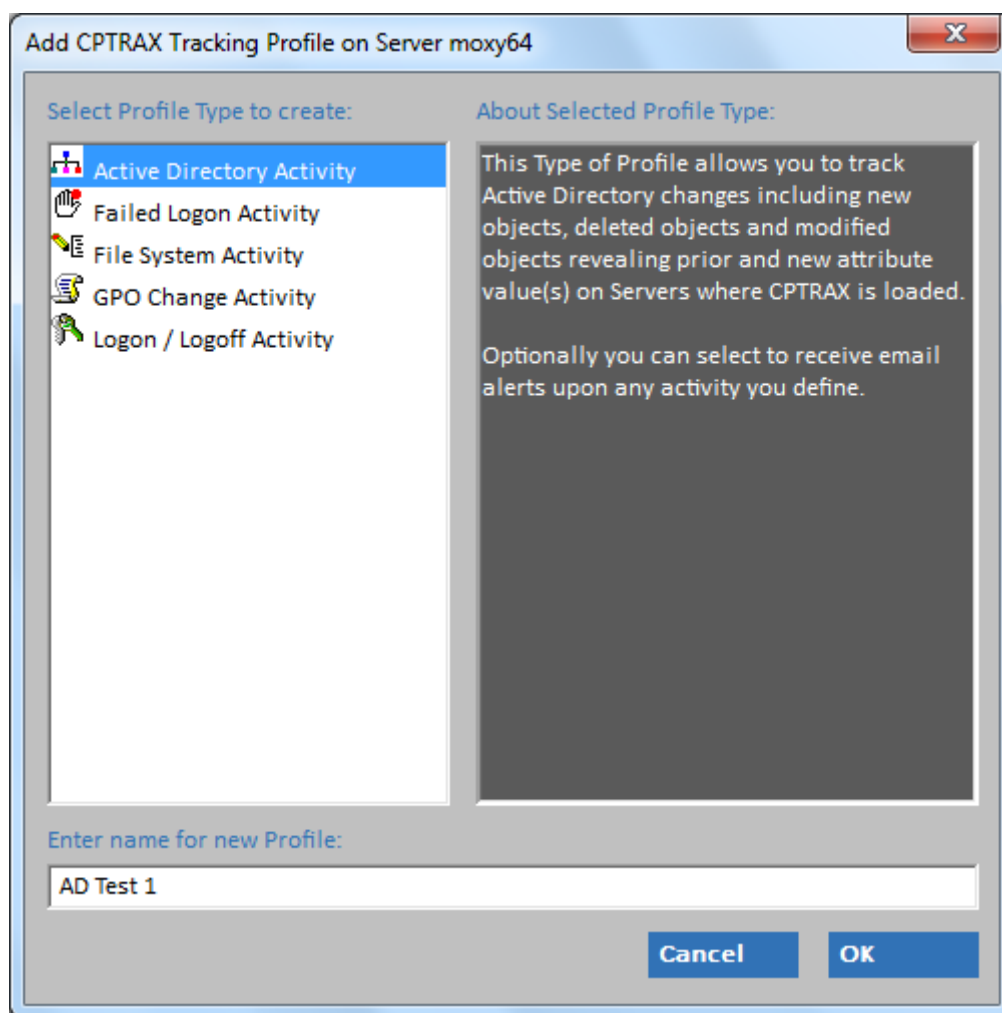 Add CPTRAX Tracking Profile on Server moxy64
Select Profile Type to create:
Active Directory Activity
Failed Logon Activity
File System Activity
GPO Change Activity
Logon / Logoff Activity
About Selected Profile Type:
This Type of Profile allows you to track
Active Directory changes including new
objects, deleted objects and modified
objects revealing prior and new attribute
value(s) on Servers where CPTRAX is loaded.
Optionally you can select to receive email
alerts upon any activity you define.
Enter name for new Profile:
AD Test 1
Cancel
OK